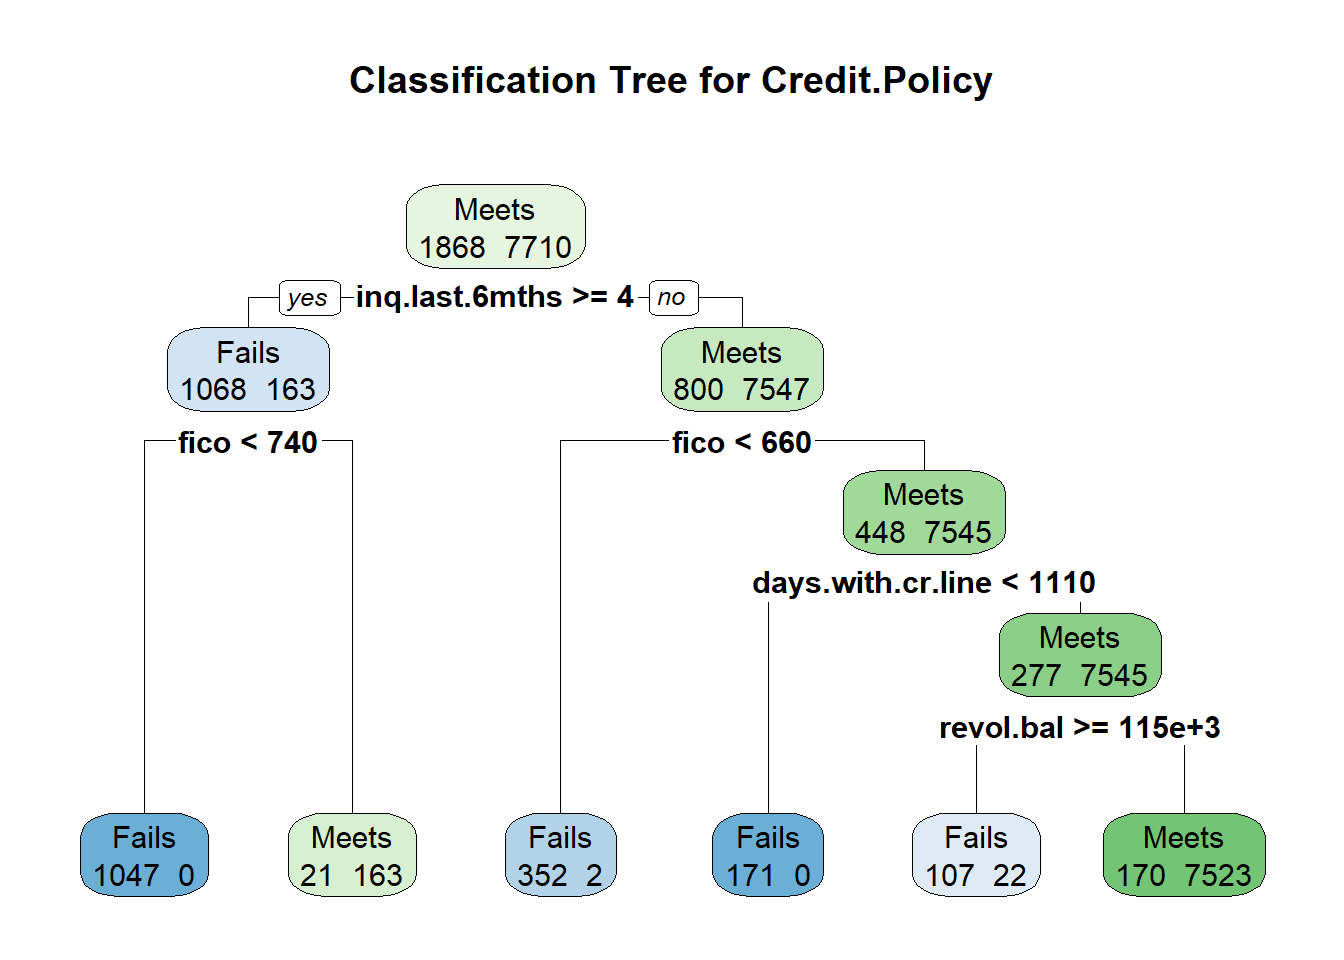 Classification Tree for Credit.Policy
Meets
1868 7710
yes inq.last.6mths >= 4 no
Fails
1068 163
Meets
800 7547
fico < 740
fico < 660
Meets
448 7545
days.with.cr.line < 1110
Meets
277 7545
revol.bal >= 115e+3
Fails
1047 0
Meets
21 163
Fails
352 2
Fails
171 0
Fails
107 22
Meets
170 7523